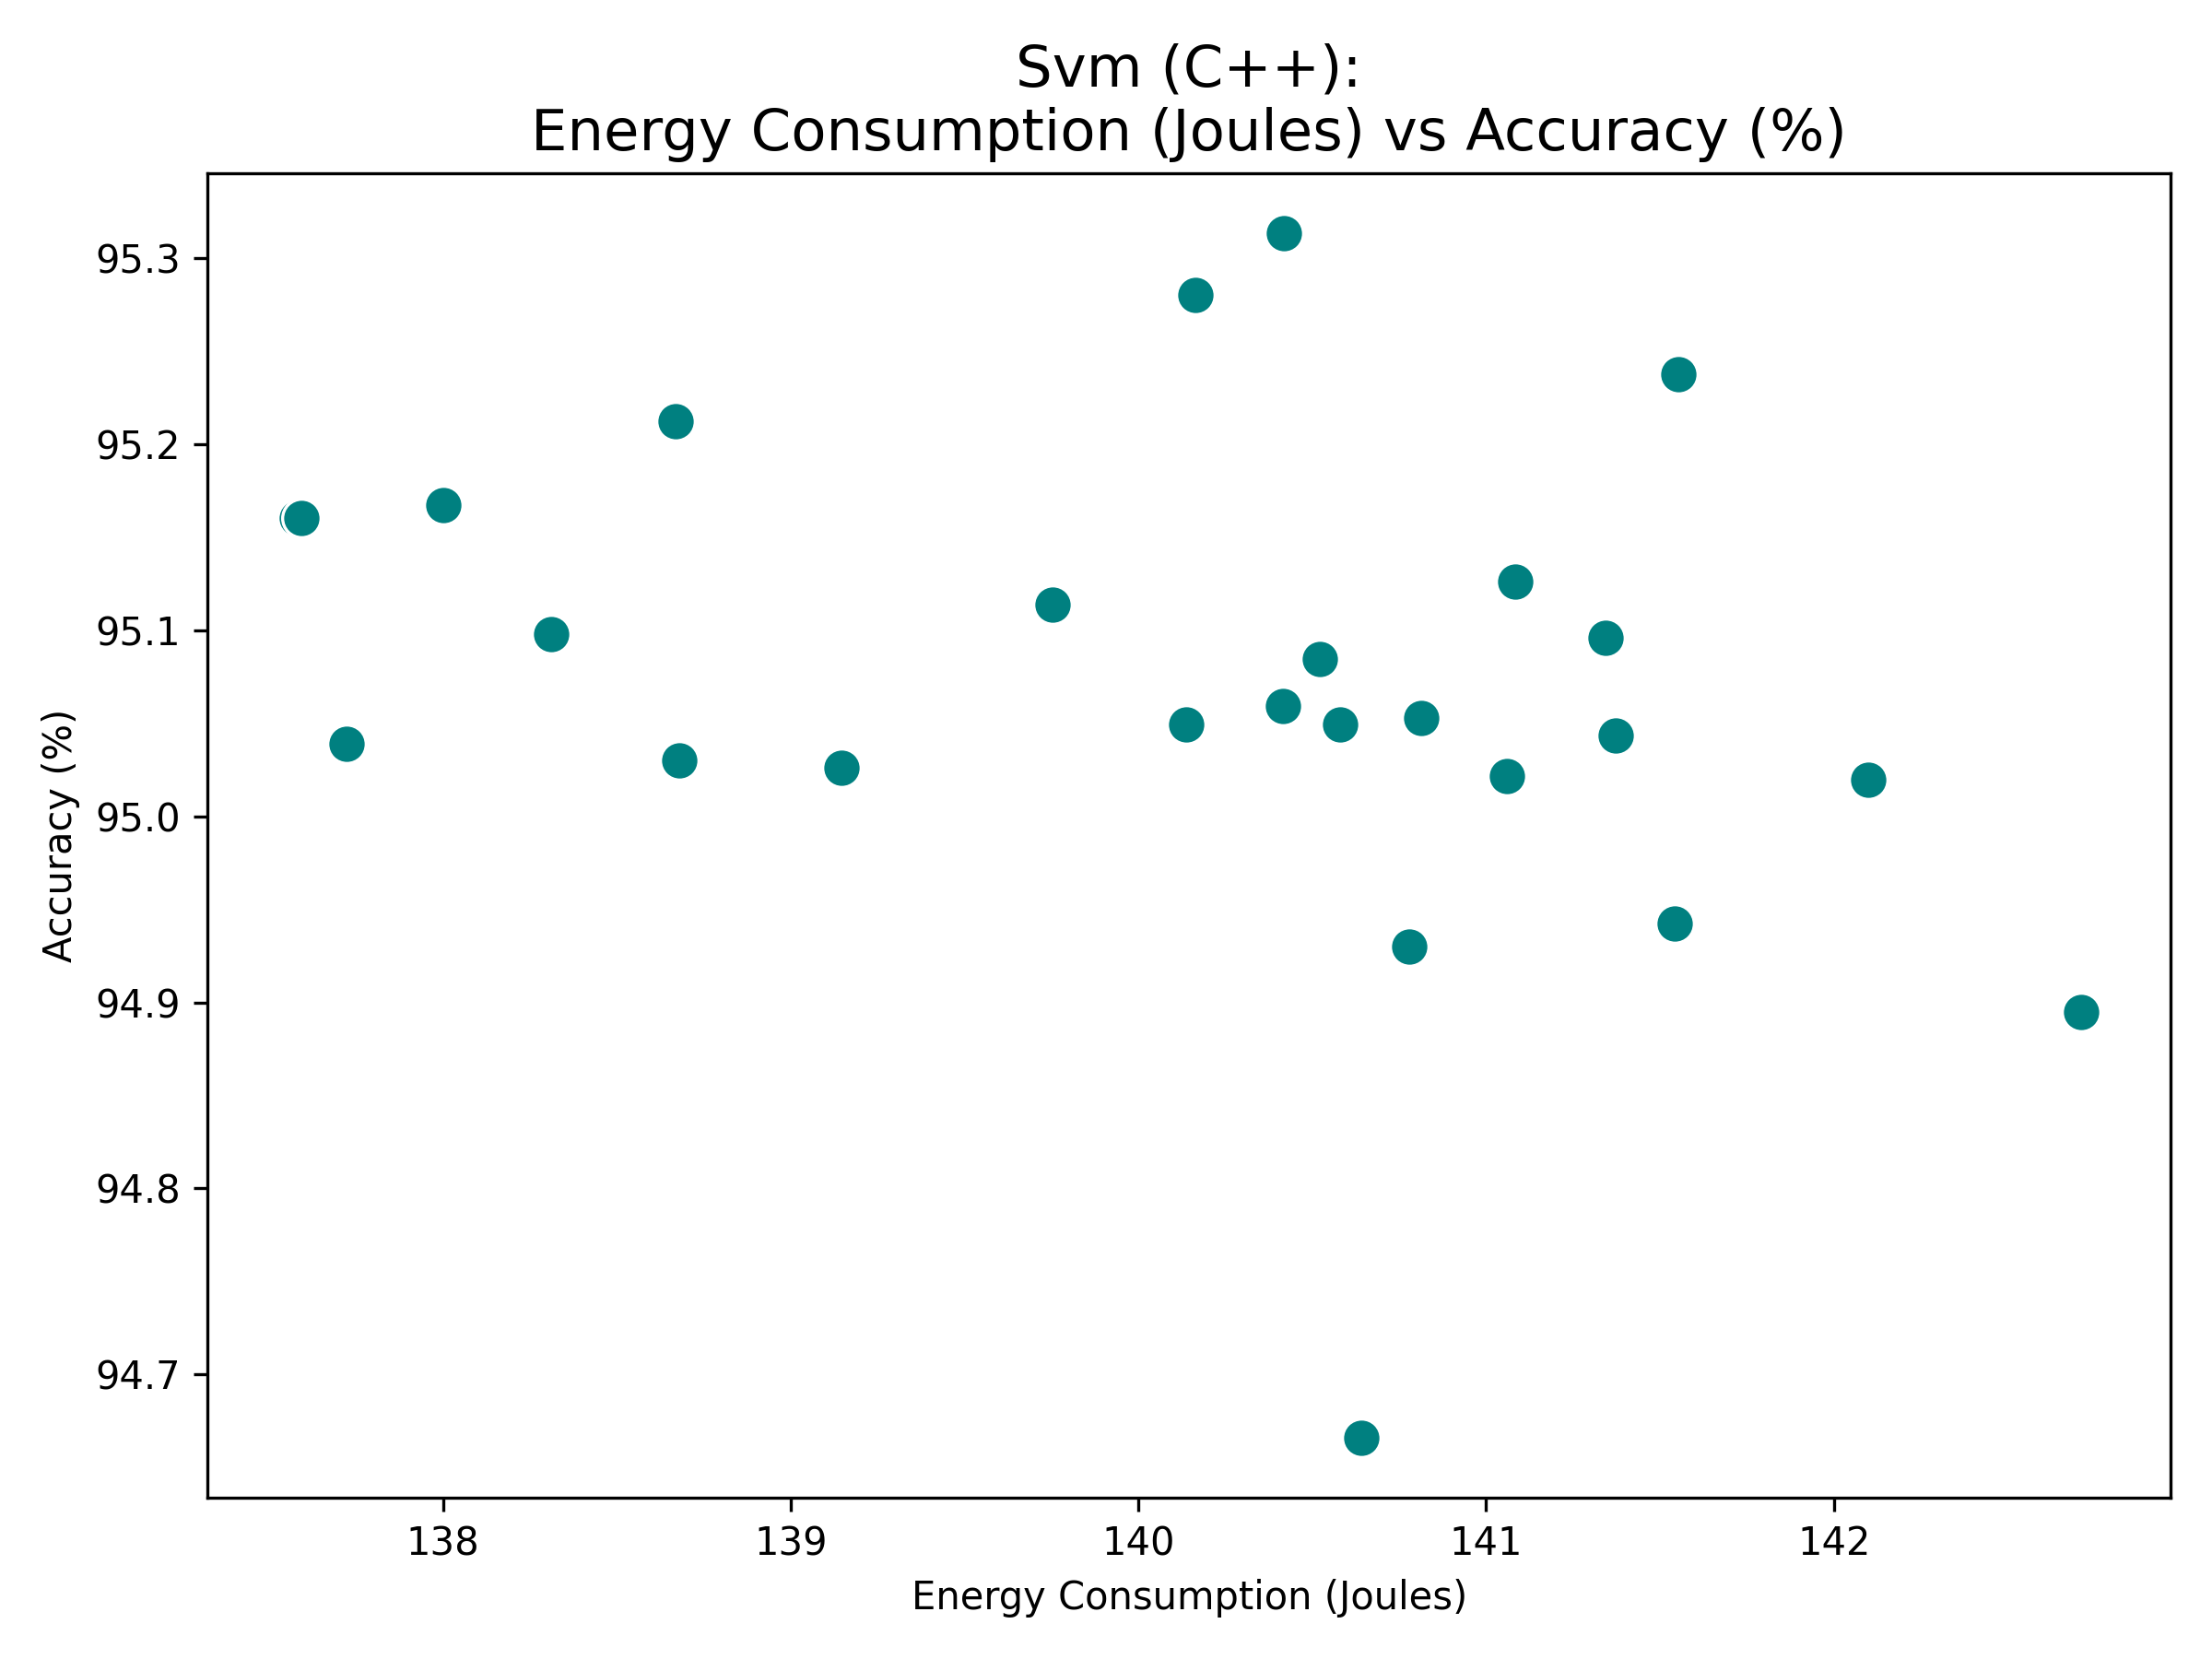 Svm (C++):
Energy Consumption (Joules) vs Accuracy (%)
95.3
95.2
95.1
95.0
94.9
94.8
94.7
Accuracy (%)
138 139 140 141 142
Energy Consumption (Joules)